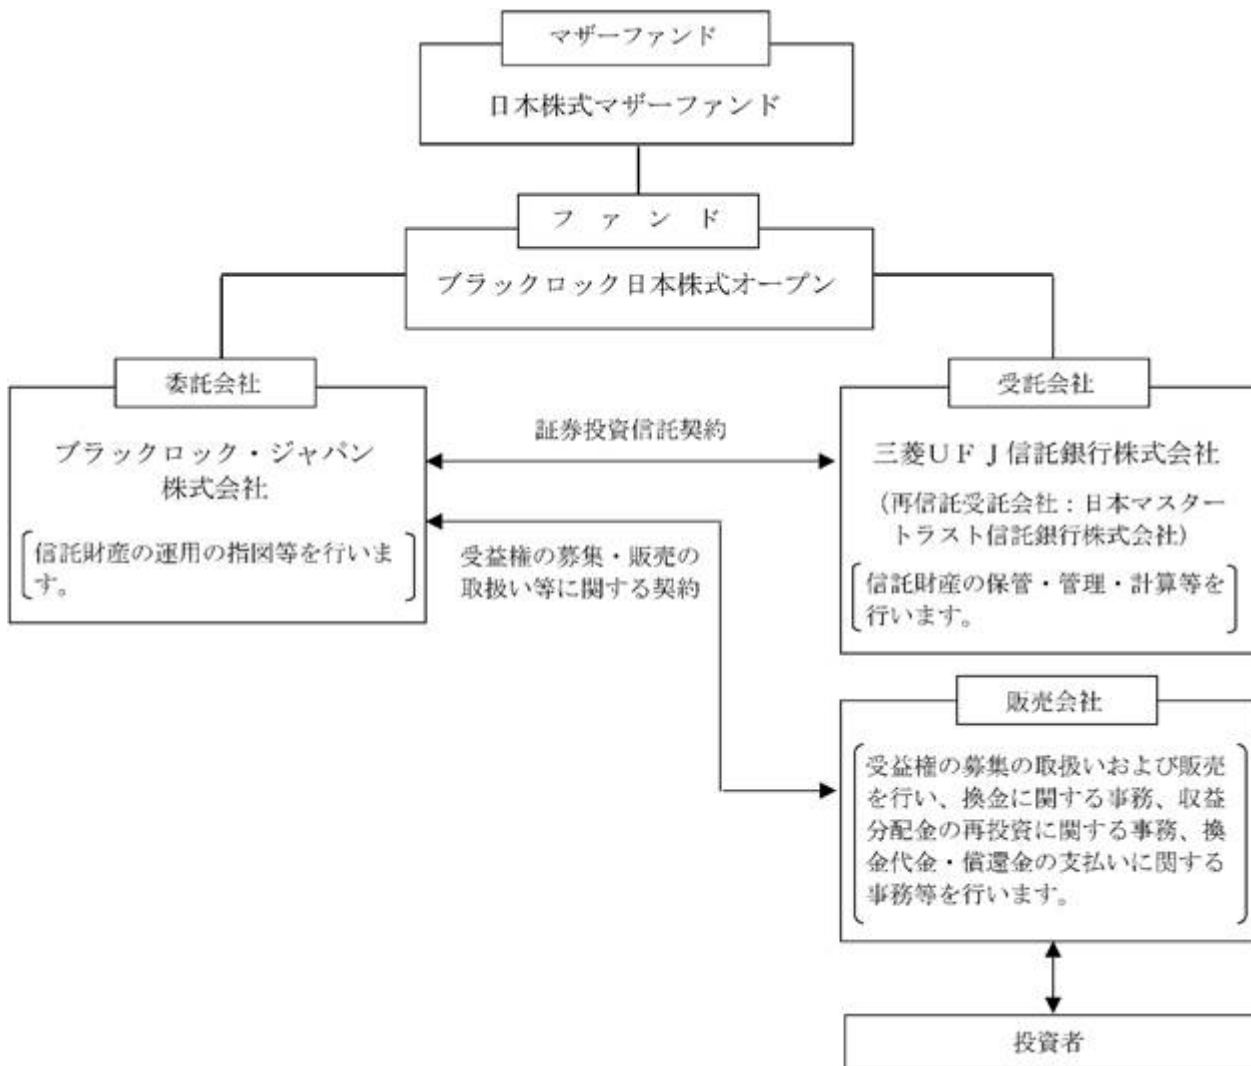 マザーファンド
日本株式マザーファンド
ファンド
ブラックロック日本株式オープン
委託会社
ブラックロック・ジャパン
株式会社
信託財産の運用の指図等を行いま
す。
証券投資信託契約
受益権の募集・販売の
取扱い等に関する契約
受託会社
三菱ＵＦＪ信託銀行株式会社
（再信託受託会社：日本マスター
トラスト信託銀行株式会社）
信託財産の保管・管理・計算等を
行います。
販売会社
受益権の募集の取扱いおよび販売
を行い、換金に関する事務、収益
分配金の再投資に関する事務、換
金代金・償還金の支払いに関する
事務等を行います。
投資者